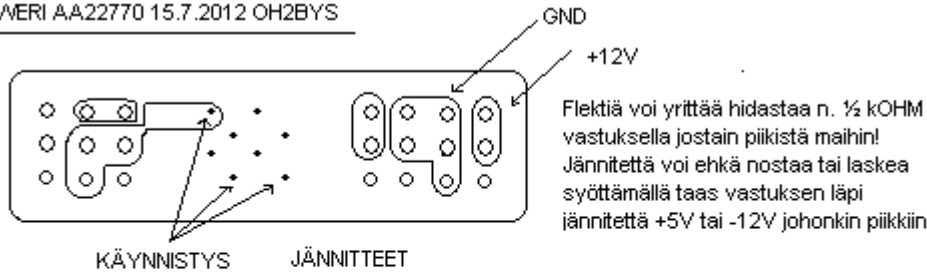 WERI AA22770 15.7.2012 OH2BYS
GND
+12V
Flektiä voi yrittää hidastaa n. ½ kOHM
vastuksella jostain piikistä maihin!
Jännitettä voi ehkä nostaa tai laskea
syöttämällä taas vastuksen läpi
jännitettä +5V tai -12V johonkin piikkiin
KÄYNNISTYS
JÄNNITTEET